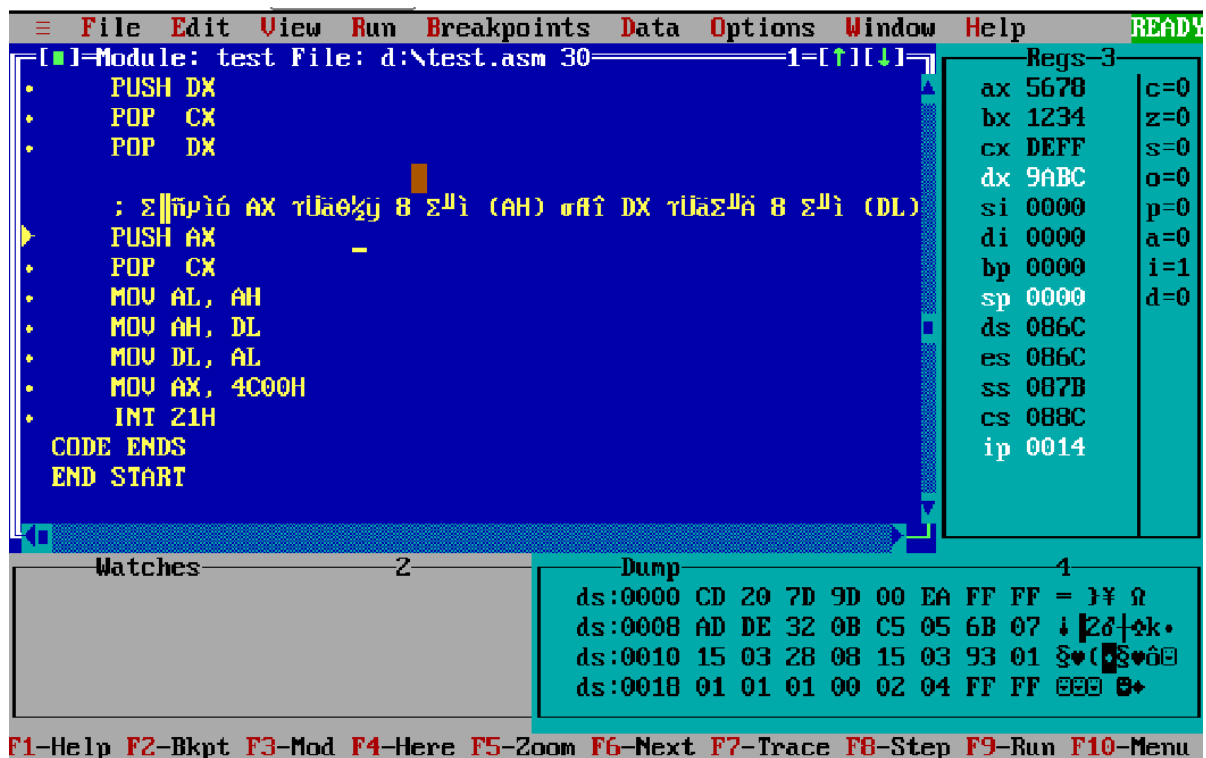 ≡ File Edit View Run Breakpoints Data Options Window Help READY
[■]=Module: test File: d:\test.asm 30 1=[↑][↓]
PUSH DX
POP CX
POP DX
; AX 8 (AH) DX 8 (DL)
PUSH AX
POP CX
MOV AL, AH
MOV AH, DL
MOV DL, AL
MOV AX, 4C00H
INT 21H
CODE ENDS
END START
Regs 3
ax 5678 c=0
bx 1234 z=0
cx DEFF s=0
dx 9ABC o=0
si 0000 p=0
di 0000 a=0
bp 0000 i=1
sp 0000 d=0
ds 086C
es 086C
ss 087B
cs 088C
ip 0014
Watches 2
Dump 4
ds:0000 CD 20 7D 9D 00 EA FF FF = }¥ Ω
ds:0008 AD DE 32 0B C5 05 6B 07
ds:0010 15 03 28 08 15 03 93 01
ds:0018 01 01 01 00 02 04 FF FF
F1-Help F2-Bkpt F3-Mod F4-Here F5-Zoom F6-Next F7-Trace F8-Step F9-Run F10-Menu